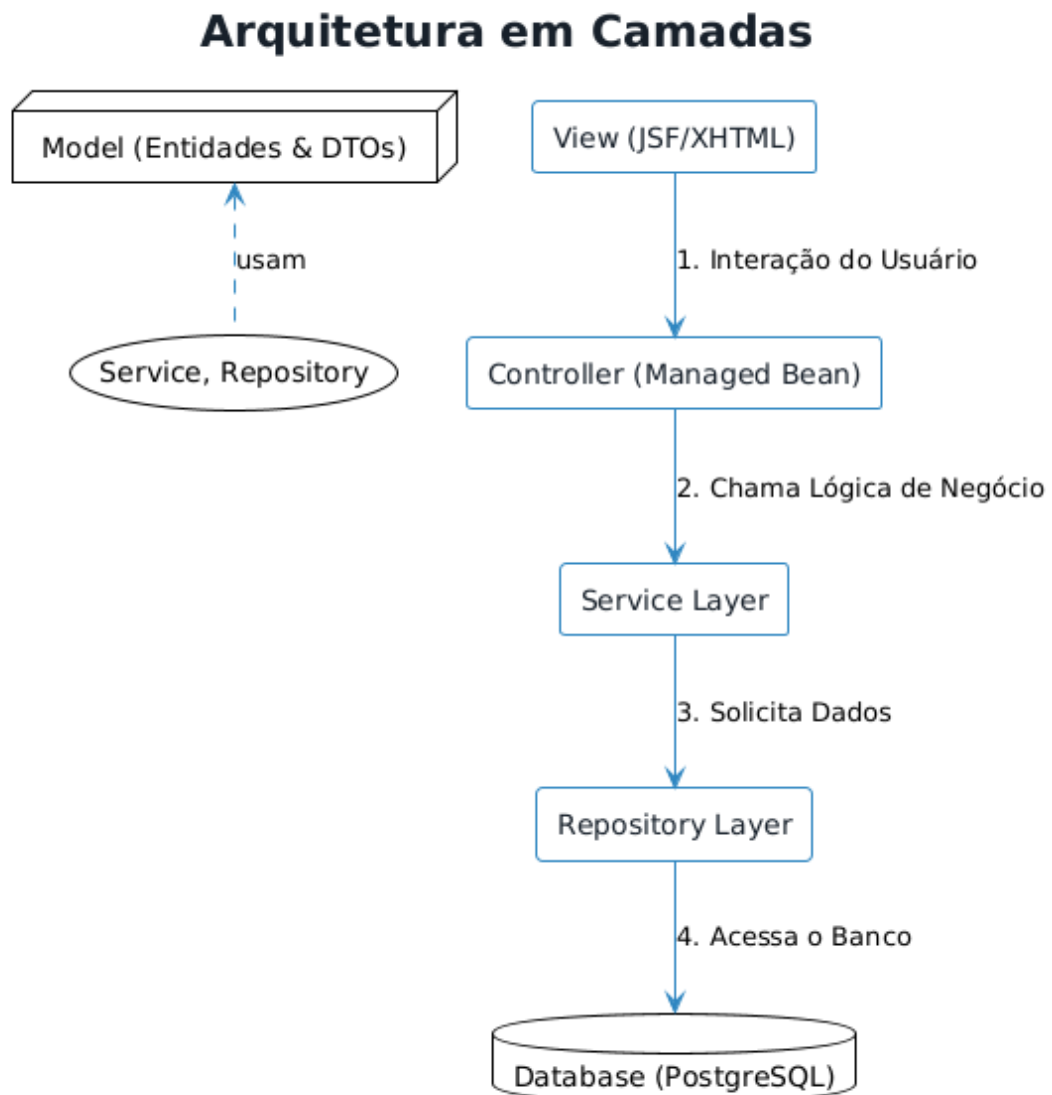 Arquitetura em Camadas
Model (Entidades & DTOs)
usam
Service, Repository
View (JSF/XHTML)
1. Interação do Usuário
Controller (Managed Bean)
2. Chama Lógica de Negócio
Service Layer
3. Solicita Dados
Repository Layer
4. Acessa o Banco
Database (PostgreSQL)